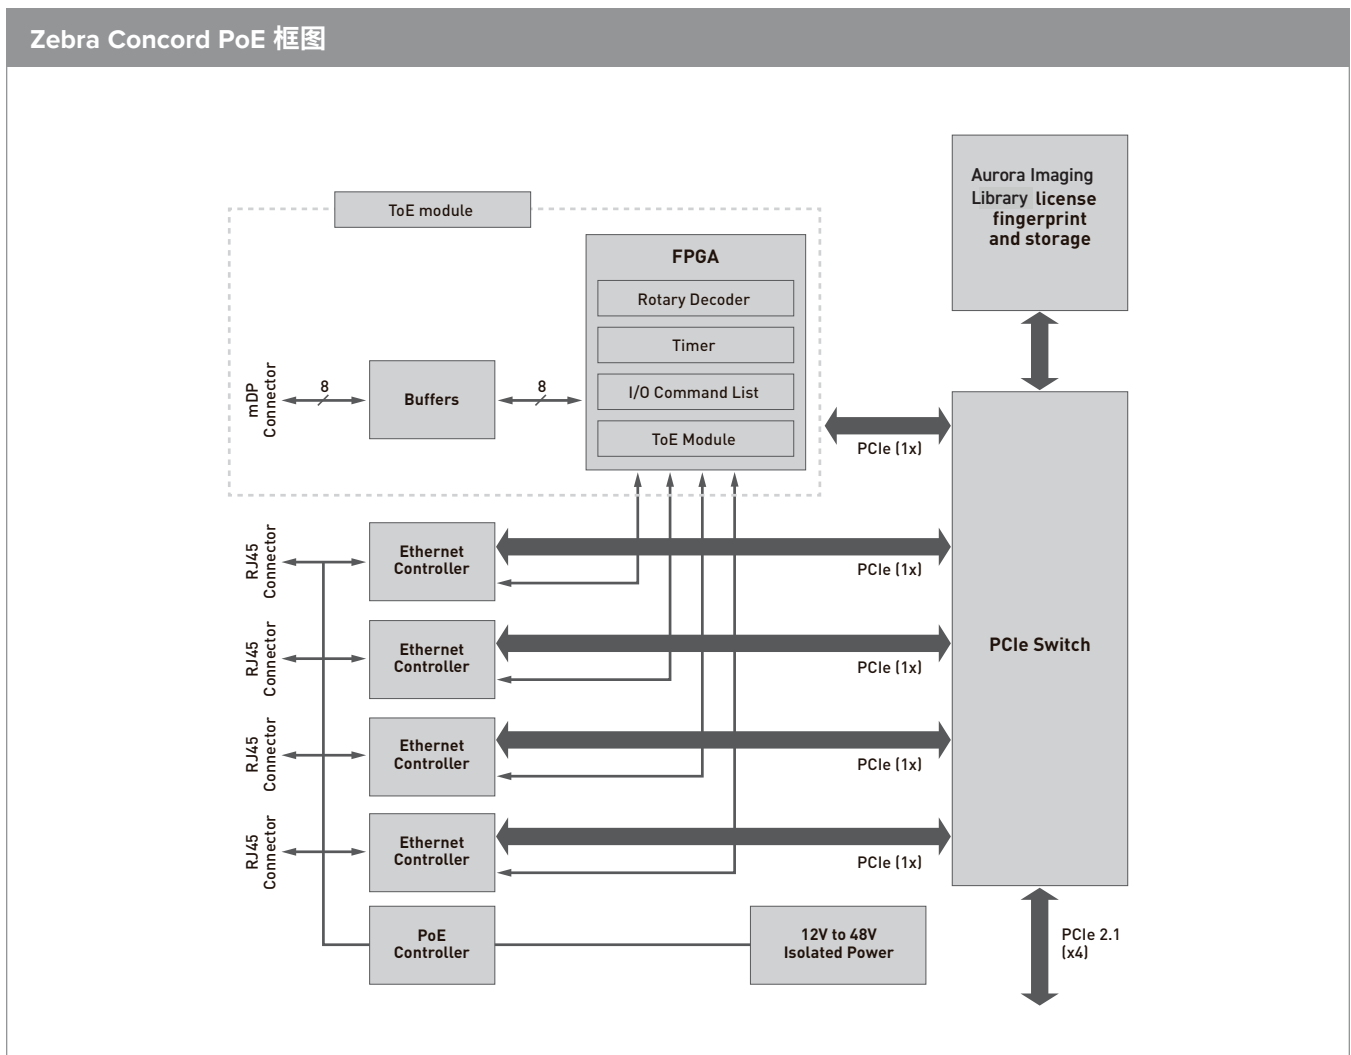 Zebra Concord PoE 框图
ToE module
Aurora Imaging
Library license
fingerprint
and storage
FPGA
Rotary Decoder
Timer
I/O Command List
ToE Module
mDP
Connector
8
Buffers
8
PCIe (1x)
RJ45
Connector
Ethernet
Controller
PCIe (1x)
RJ45
Connector
Ethernet
Controller
PCIe (1x)
PCIe Switch
RJ45
Connector
Ethernet
Controller
PCIe (1x)
RJ45
Connector
Ethernet
Controller
PCIe (1x)
PoE
Controller
12V to 48V
Isolated Power
PCIe 2.1
(x4)